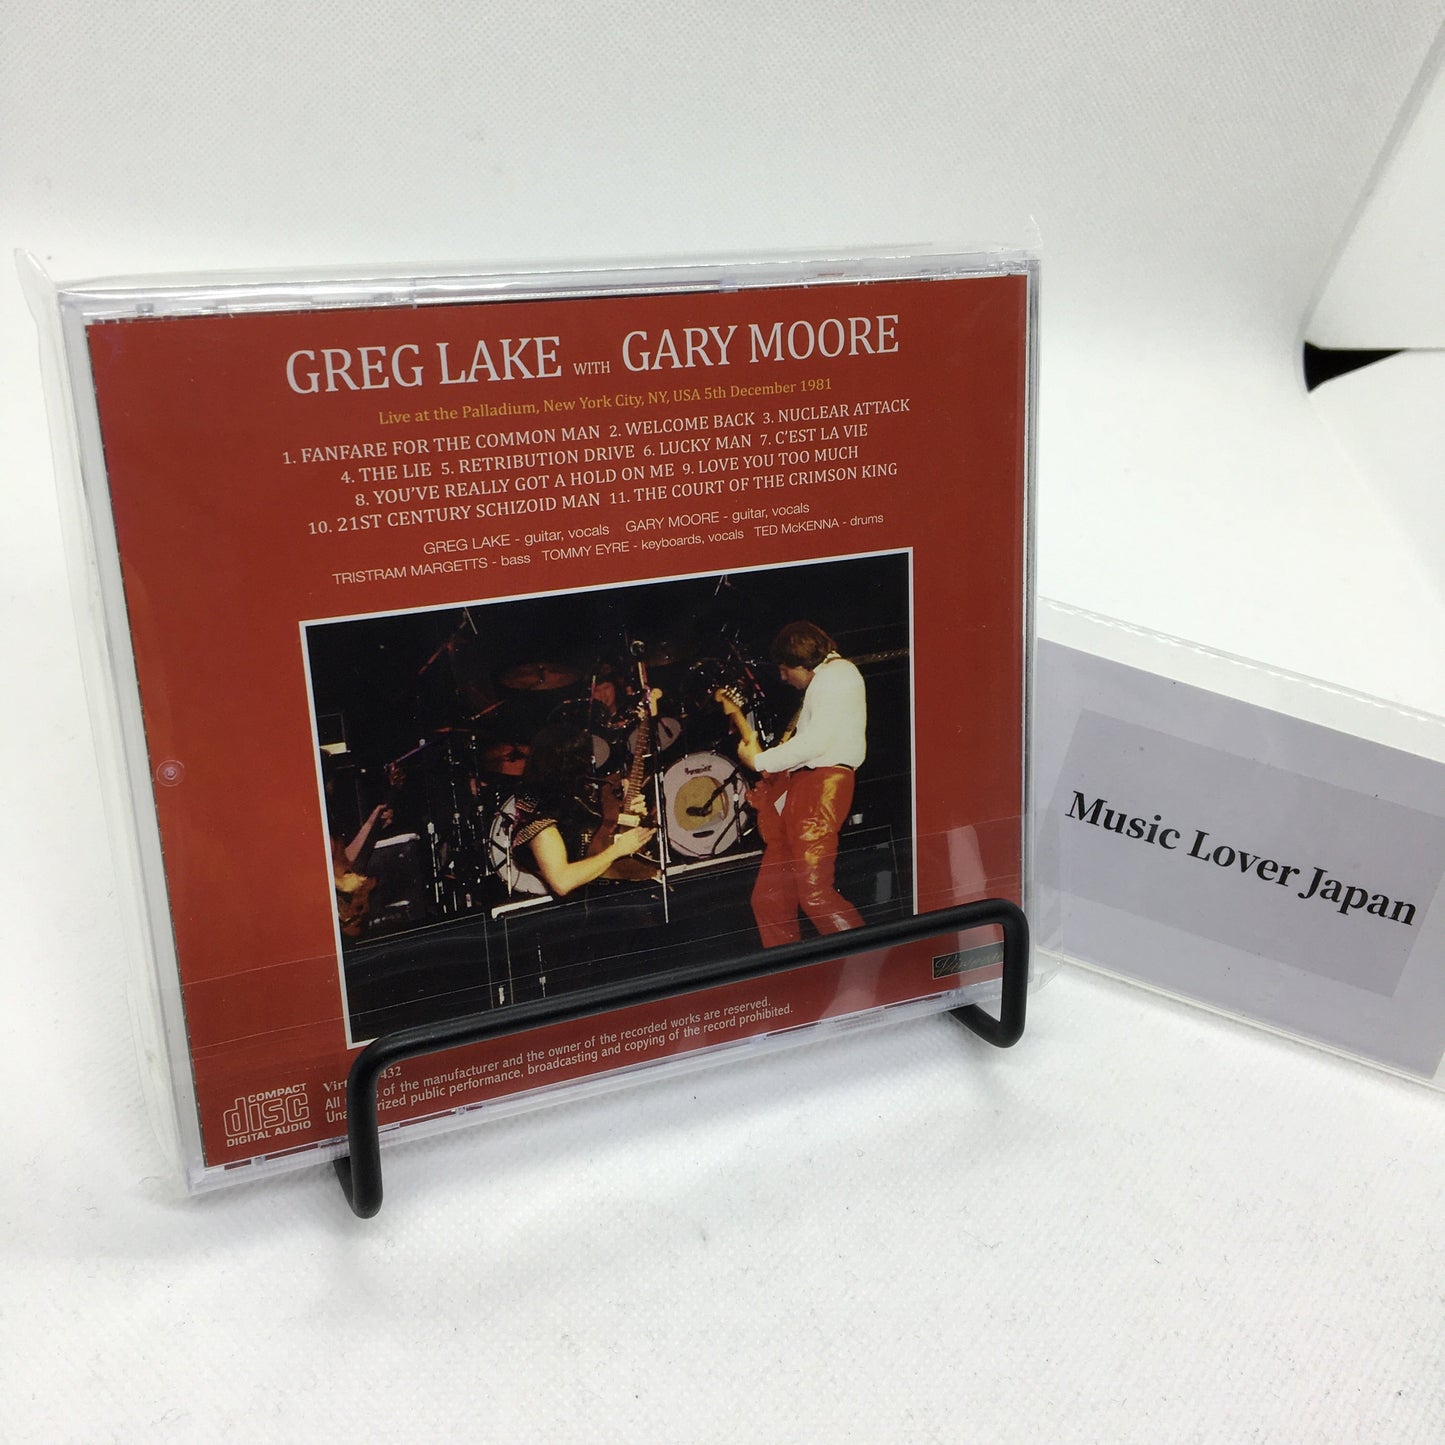 GREG LAKE WITH GARY MOORE
Live at the Palladium, New York City, NY, USA 5th December 1981
1. FANFARE FOR THE COMMON MAN 2. WELCOME BACK 3. NUCLEAR ATTACK
4. THE LIE 5. RETRIBUTION DRIVE 6. LUCKY MAN 7. C'EST LA VIE
8. YOU'VE REALLY GOT A HOLD ON ME 9. LOVE YOU TOO MUCH
10. 21ST CENTURY SCHIZOID MAN 11. THE COURT OF THE CRIMSON KING
GREG LAKE - guitar, vocals GARY MOORE - guitar, vocals
TRISTRAM MARGETTS - bass TOMMY EYRE - keyboards, vocals TED McKENNA - drums
432
All of the manufacturer and the owner of the recorded works are reserved.
public performance, broadcasting and copying of the record prohibited.
COMPACT
disc
DIGITAL AUDIO
Music Lover Japan